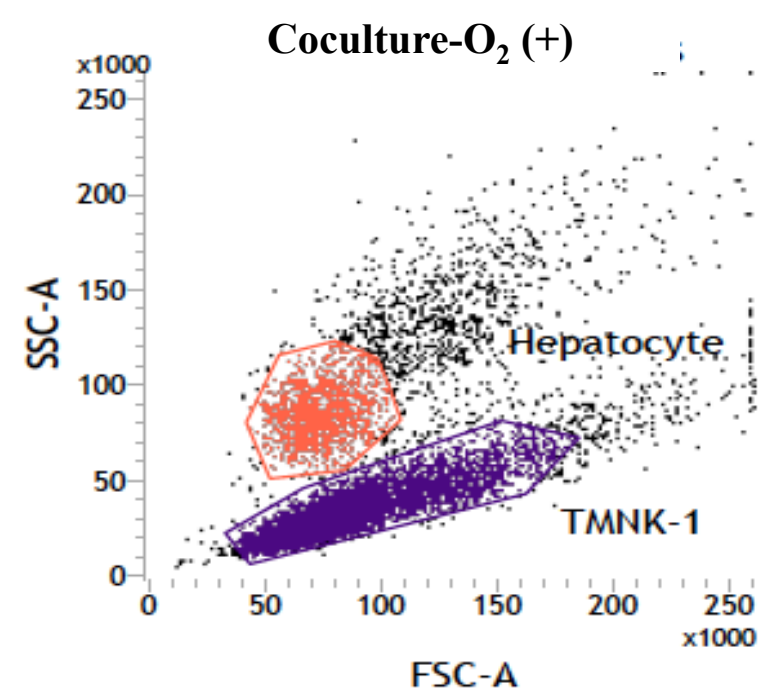 Coculture-O₂ (+)
x1000
250
200
150
100
50
0
SSC-A
Hepatocyte
TMNK-1
0 50 100 150 200 250
x1000
FSC-A